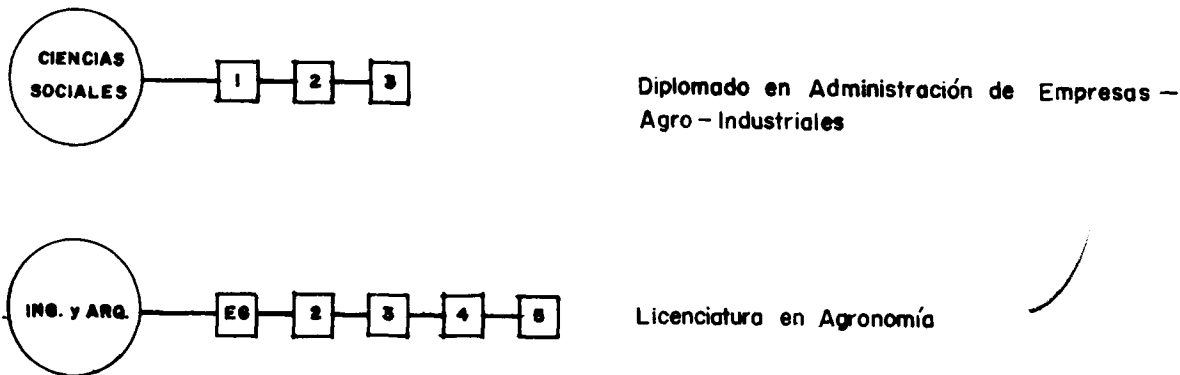 CIENCIAS
SOCIALES
1 2 3
Diplomado en Administración de Empresas –
Agro – Industriales
ING. y ARQ.
EG 2 3 4 5
Licenciatura en Agronomía